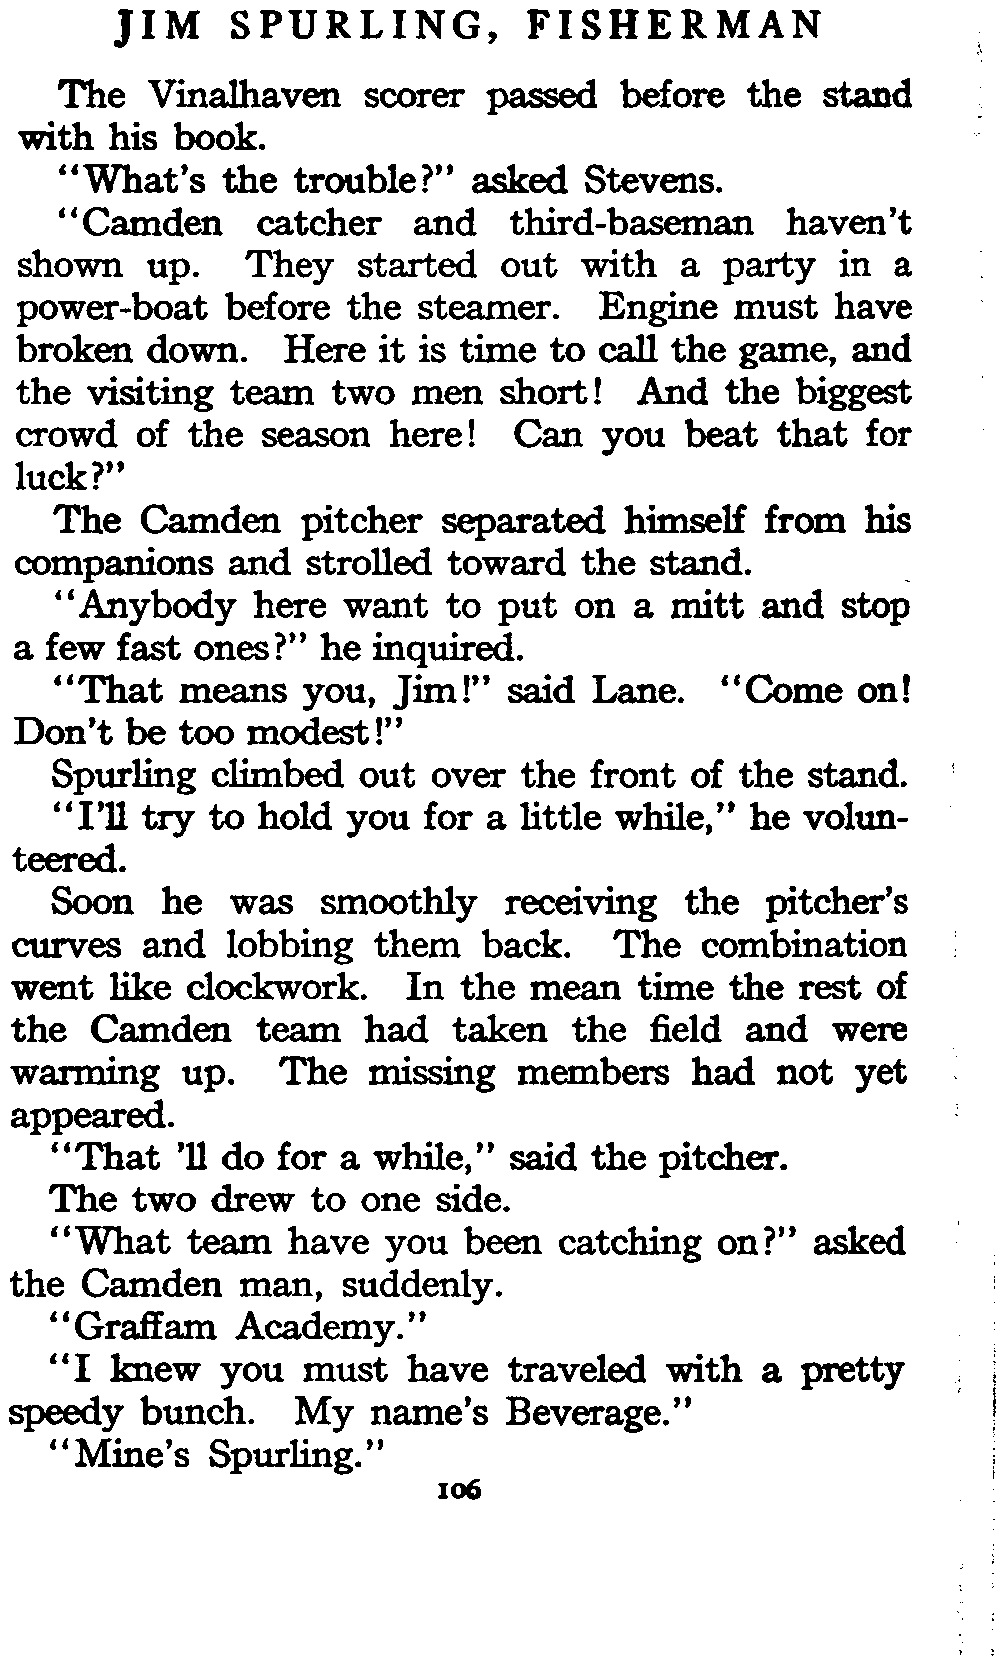 JIM SPURLING, FISHERMAN
The Vinalhaven scorer passed before the stand
with his book.
"What's the trouble?" asked Stevens.
"Camden catcher and third-baseman haven't
shown up. They started out with a party in a
power-boat before the steamer. Engine must have
broken down. Here it is time to call the game, and
the visiting team two men short! And the biggest
crowd of the season here! Can you beat that for
luck?"
The Camden pitcher separated himself from his
companions and strolled toward the stand.
"Anybody here want to put on a mitt and stop
a few fast ones?" he inquired.
"That means you, Jim!" said Lane. "Come on!
Don't be too modest!"
Spurling climbed out over the front of the stand.
"I'll try to hold you for a little while," he volun-
teered.
Soon he was smoothly receiving the pitcher's
curves and lobbing them back. The combination
went like clockwork. In the mean time the rest of
the Camden team had taken the field and were
warming up. The missing members had not yet
appeared.
"That 'll do for a while," said the pitcher.
The two drew to one side.
"What team have you been catching on?" asked
the Camden man, suddenly.
"Graffam Academy."
"I knew you must have traveled with a pretty
speedy bunch. My name's Beverage."
"Mine's Spurling."
106